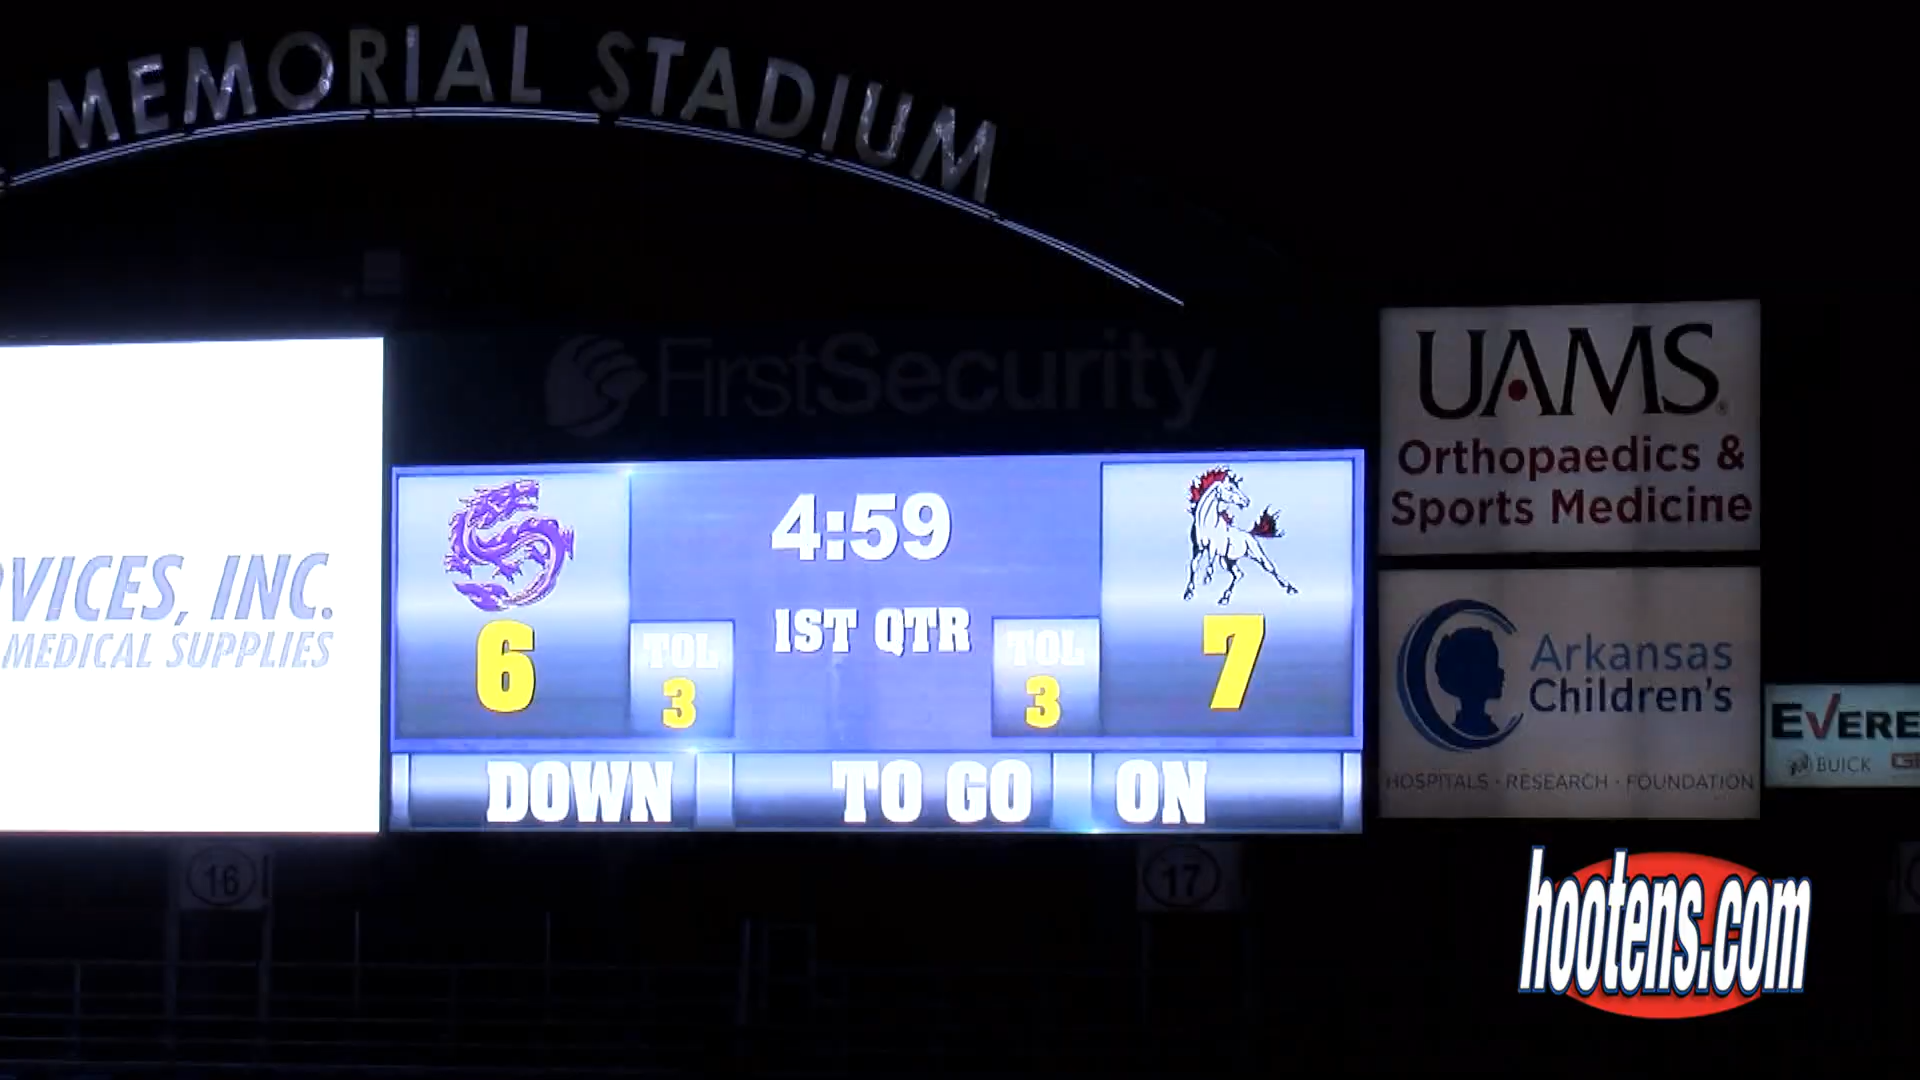 MEMORIAL STADIUM
FirstSecurity
VICES, INC.
MEDICAL SUPPLIES
4:59
1ST QTR
6
TOL
3
TOL
3
7
DOWN
TO GO
ON
UAMS
Orthopaedics &
Sports Medicine
Arkansas
Children's
HOSPITALS · RESEARCH · FOUNDATION
EVERE
BUICK
16
17
hootens.com